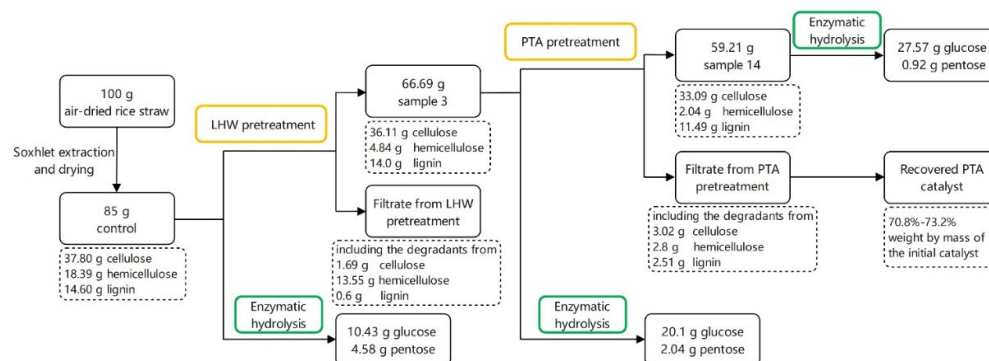 100 g
air-dried rice straw
Soxhlet extraction
and drying
85 g
control
37.80 g cellulose
18.39 g hemicellulose
14.60 g lignin
LHW pretreatment
66.69 g
sample 3
36.11 g cellulose
4.84 g hemicellulose
14.0 g lignin
Filtrate from LHW
pretreatment
including the degradants from
1.69 g cellulose
13.55 g hemicellulose
0.6 g lignin
Enzymatic
hydrolysis
10.43 g glucose
4.58 g pentose
PTA pretreatment
59.21 g
sample 14
33.09 g cellulose
2.04 g hemicellulose
11.49 g lignin
Enzymatic
hydrolysis
27.57 g glucose
0.92 g pentose
Filtrate from PTA
pretreatment
including the degradants from
3.02 g cellulose
2.8 g hemicellulose
2.51 g lignin
Recovered PTA
catalyst
70.8%-73.2%
weight by mass of
the initial catalyst
Enzymatic
hydrolysis
20.1 g glucose
2.04 g pentose